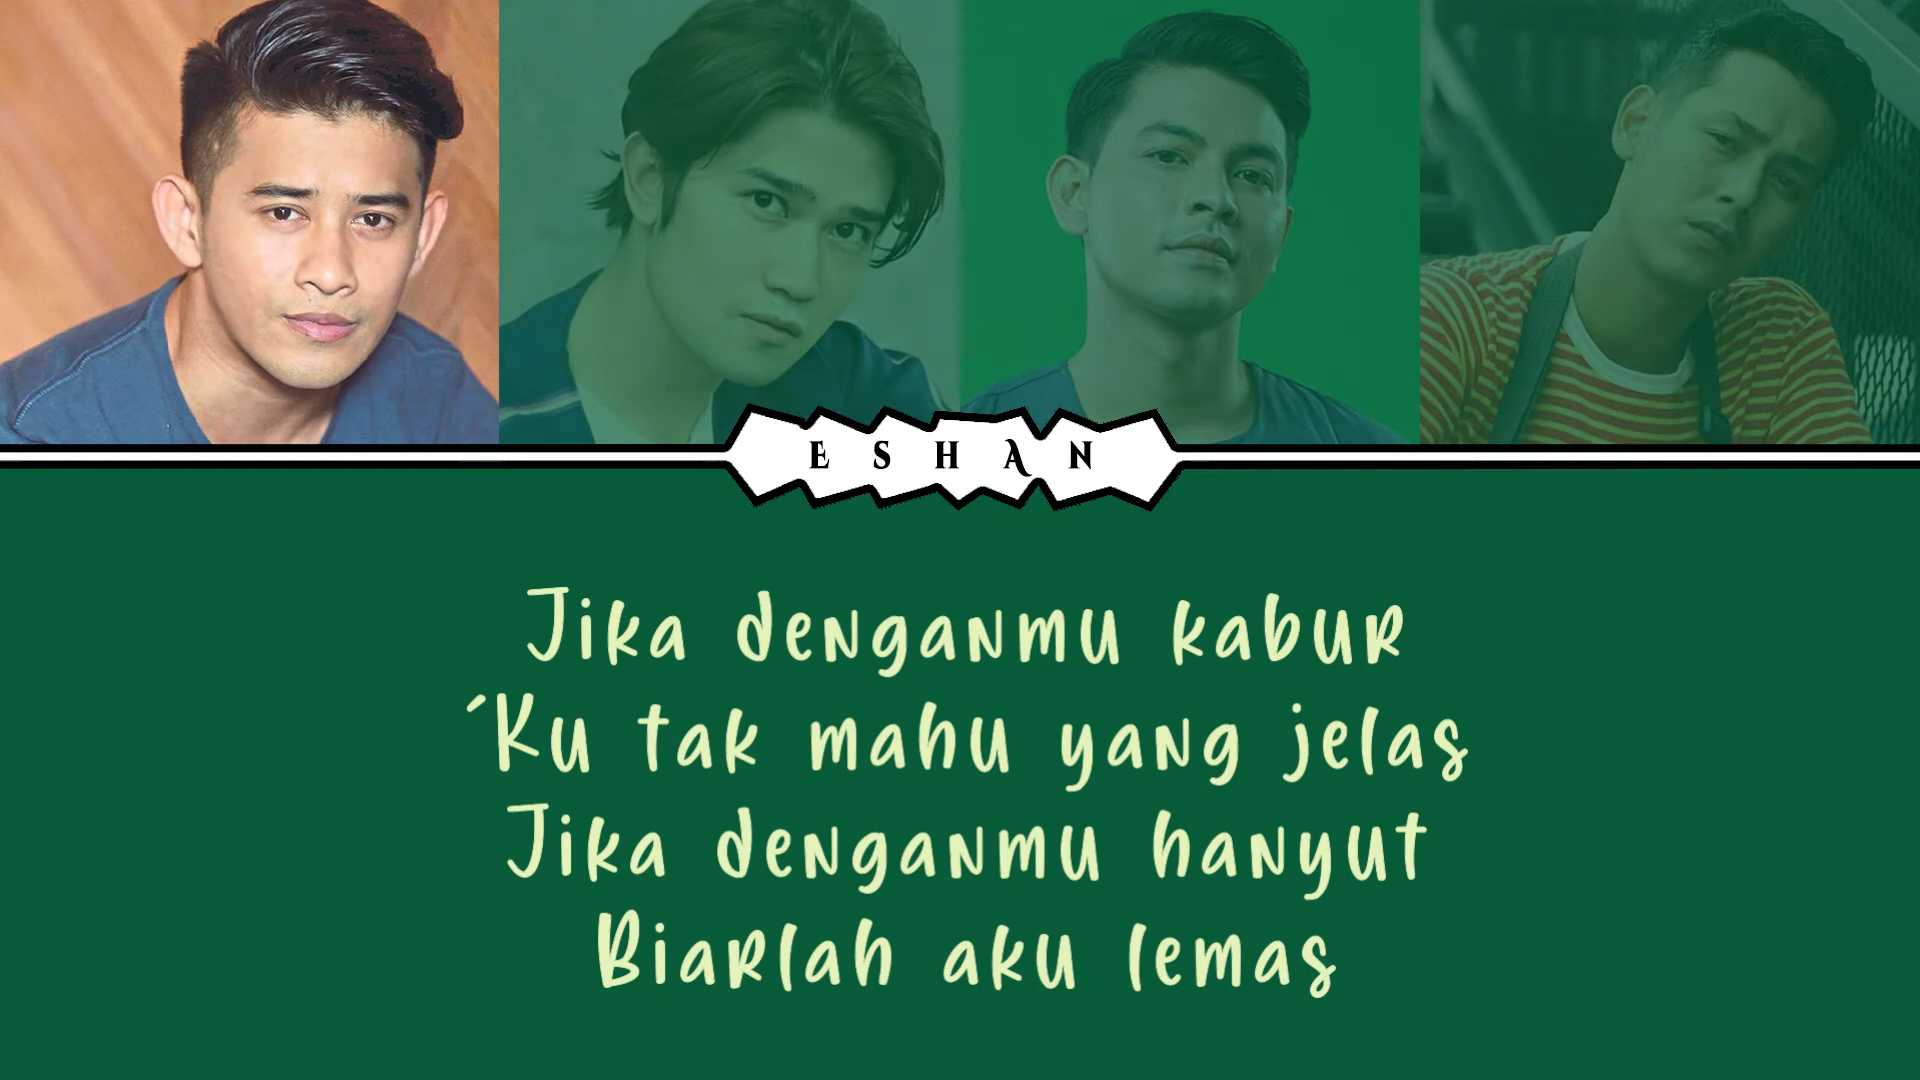 ESHAN
Jika denganmu kabur
´Ku tak mahu yang jelas
Jika denganmu hanyut
Biarlah aku lemas